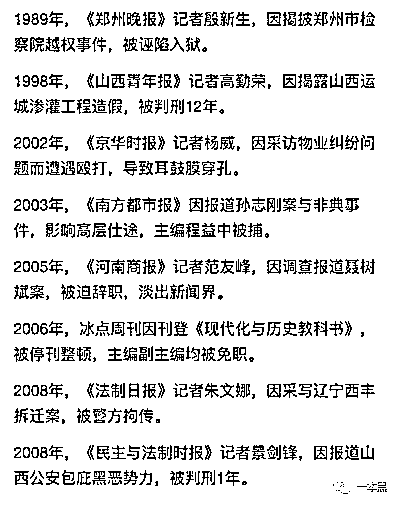 1989年，《郑州晚报》记者殷新生，因揭披郑州市检
察院越权事件，被诬陷入狱。
1998年，《山西青年报》记者高勤荣，因揭露山西运
城渗灌工程造假，被判刑12年。
2002年，《京华时报》记者杨威，因采访物业纠纷问
题而遭遇殴打，导致耳鼓膜穿孔。
2003年，《南方都市报》因报道孙志刚案与非典事
件，影响高层仕途，主编程益中被捕。
2005年，《河南商报》记者范友峰，因调查报道聂树
斌案，被迫辞职，淡出新闻界。
2006年，冰点周刊因刊登《现代化与历史教科书》，
被停刊整顿，主编副主编均被免职。
2008年，《法制日报》记者朱文娜，因采写辽宁西丰
拆迁案，被警方拘传。
2008年，《民主与法制时报》记者景剑锋，因报道山
西公安包庇黑恶势力，被判刑1年。
一本黑